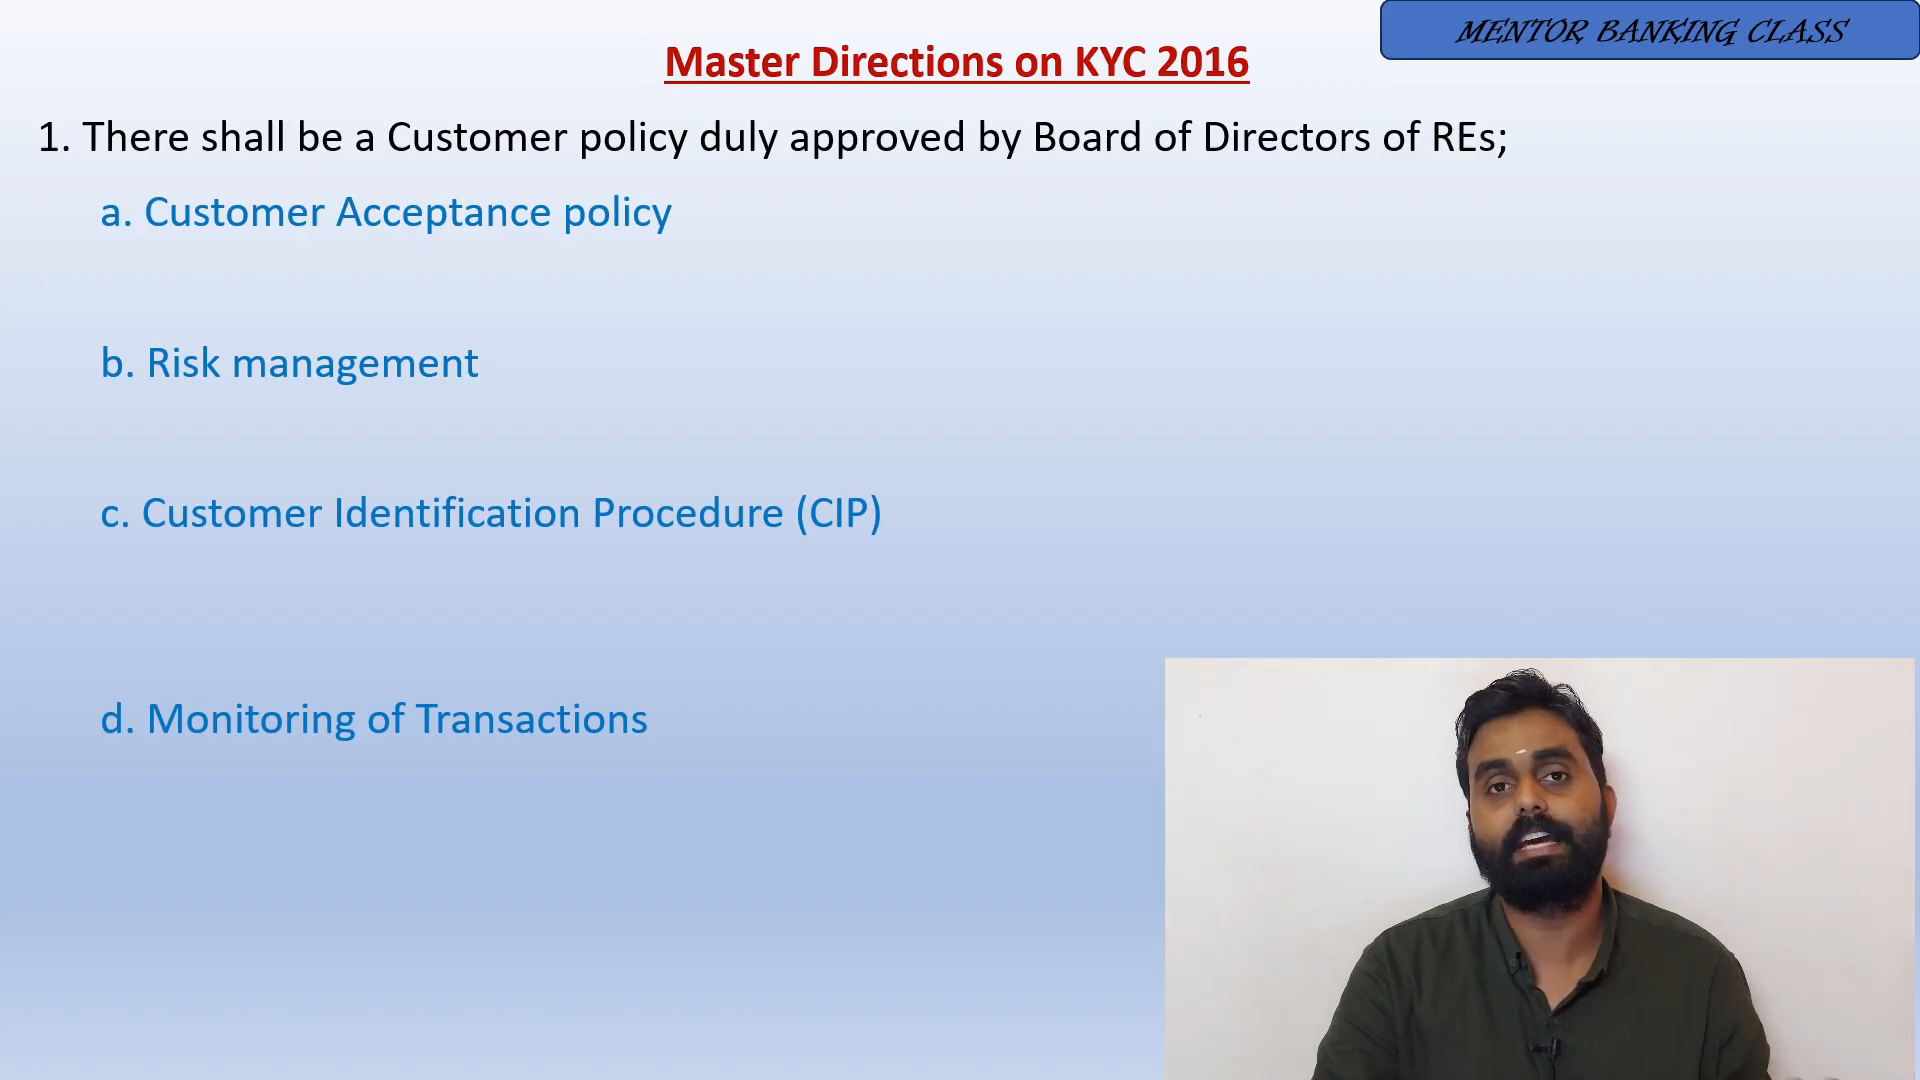 MENTOR BANKING CLASS
Master Directions on KYC 2016
1. There shall be a Customer policy duly approved by Board of Directors of REs;
a. Customer Acceptance policy
b. Risk management
c. Customer Identification Procedure (CIP)
d. Monitoring of Transactions